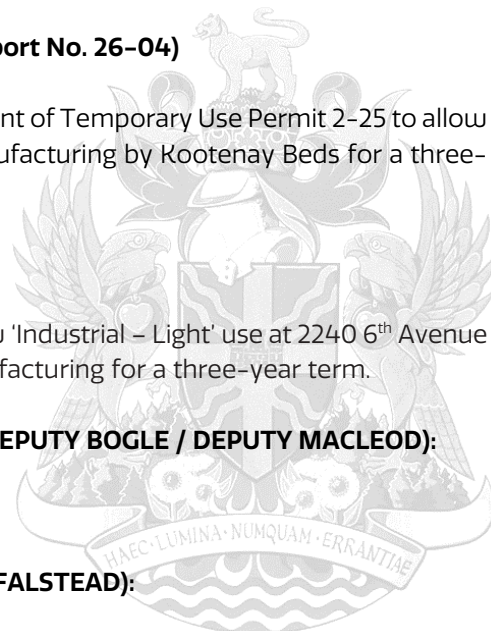 port No. 26-04)
nt of Temporary Use Permit 2-25 to allow
ufacturing by Kootenay Beds for a three-
'Industrial – Light' use at 2240 6th Avenue
facturing for a three-year term.
EPUTY BOGLE / DEPUTY MACLEOD):
HAEC·LUMINA·NUMQUAM·ERRANTIAE
FALSTEAD):